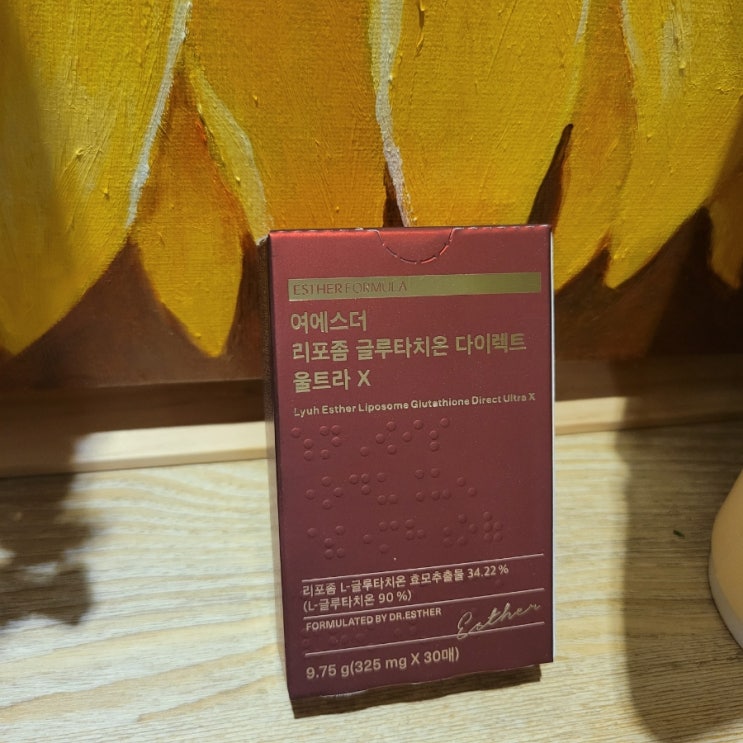 ESTHER FORMULA
여에스더
리포좀 글루타치온 다이렉트
울트라 X
Lyuh Esther Liposome Glutathione Direct Ultra X
리포좀 L-글루타치온 효모추출물 34.22 %
(L-글루타치온 90 %)
FORMULATED BY DR.ESTHER
Esther
9.75 g(325 mg X 30매)